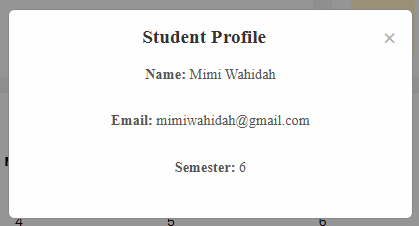 Student Profile
×
Name: Mimi Wahidah
Email: mimiwahidah@gmail.com
Semester: 6
4 5 6